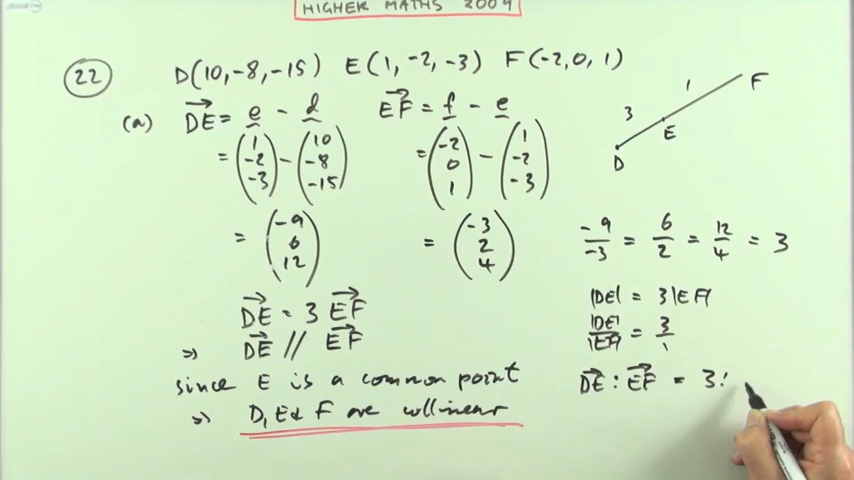 HIGHER MATHS 2009
22 D(10,-8,-15) E(1,-2,-3) F(-2,0,1)
(a) DE = e - d
= (1 -2 -3) - (10 -8 -15)
= (-9 6 12)
EF = f - e
= (-2 0 1) - (1 -2 -3)
= (-3 2 4)
DE = 3 EF
⇒ DE // EF
since E is a common point
⇒ D, E & F are collinear
3 1 F
E
D
-9/-3 = 6/2 = 12/4 = 3
|DE| = 3|EF|
|DE|/|EF| = 3/1
DE : EF = 3: